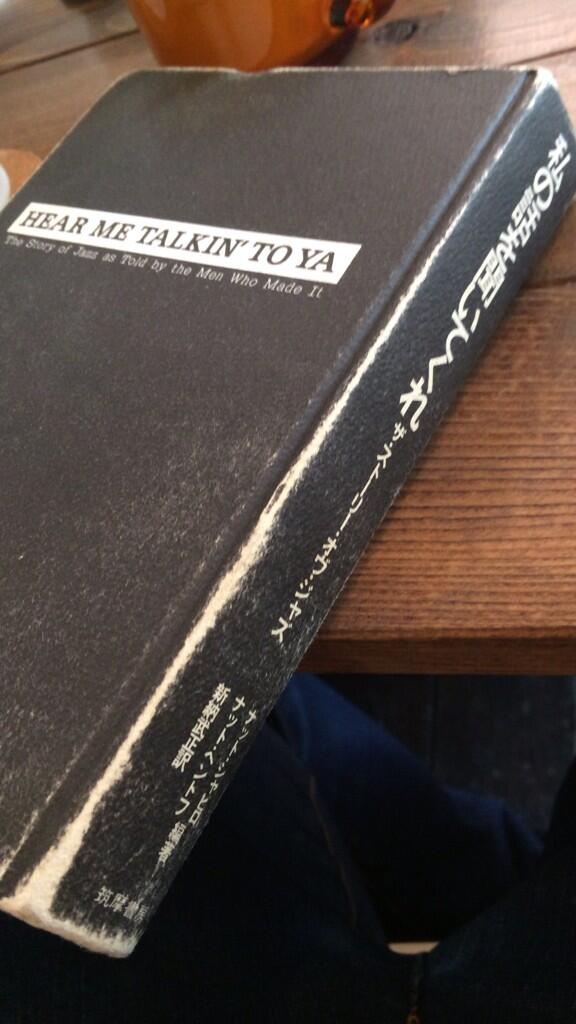 HEAR ME TALKIN' TO YA
The Story of Jazz as Told by the Men Who Made It
私の話を聞いてくれ
ザ・ストーリー・オヴ・ジャズ
ナット・シャピロ
ナット・ヘントフ 編著
新納武正訳
筑摩書房